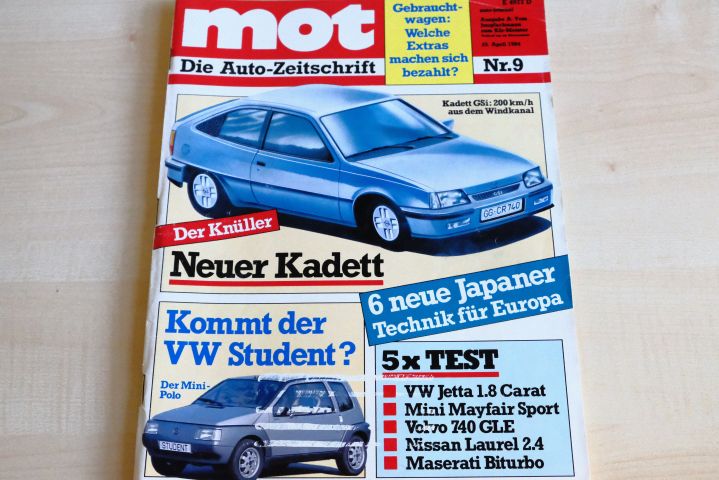 mot
Die Auto-Zeitschrift
Gebraucht-
wagen:
Welche
Extras
machen sich
bezahlt?
Nr. 9
Kadett GSi: 200 km/h
aus dem Windkanal
GG-CR 740
Der Knüller
Neuer Kadett
6 neue Japaner
Technik für Europa
Kommt der
VW Student?
Der Mini-
Polo
STUDENT
5 x TEST
VW Jetta 1.8 Carat
Mini Mayfair Sport
Volvo 740 GLE
Nissan Laurel 2.4
Maserati Biturbo